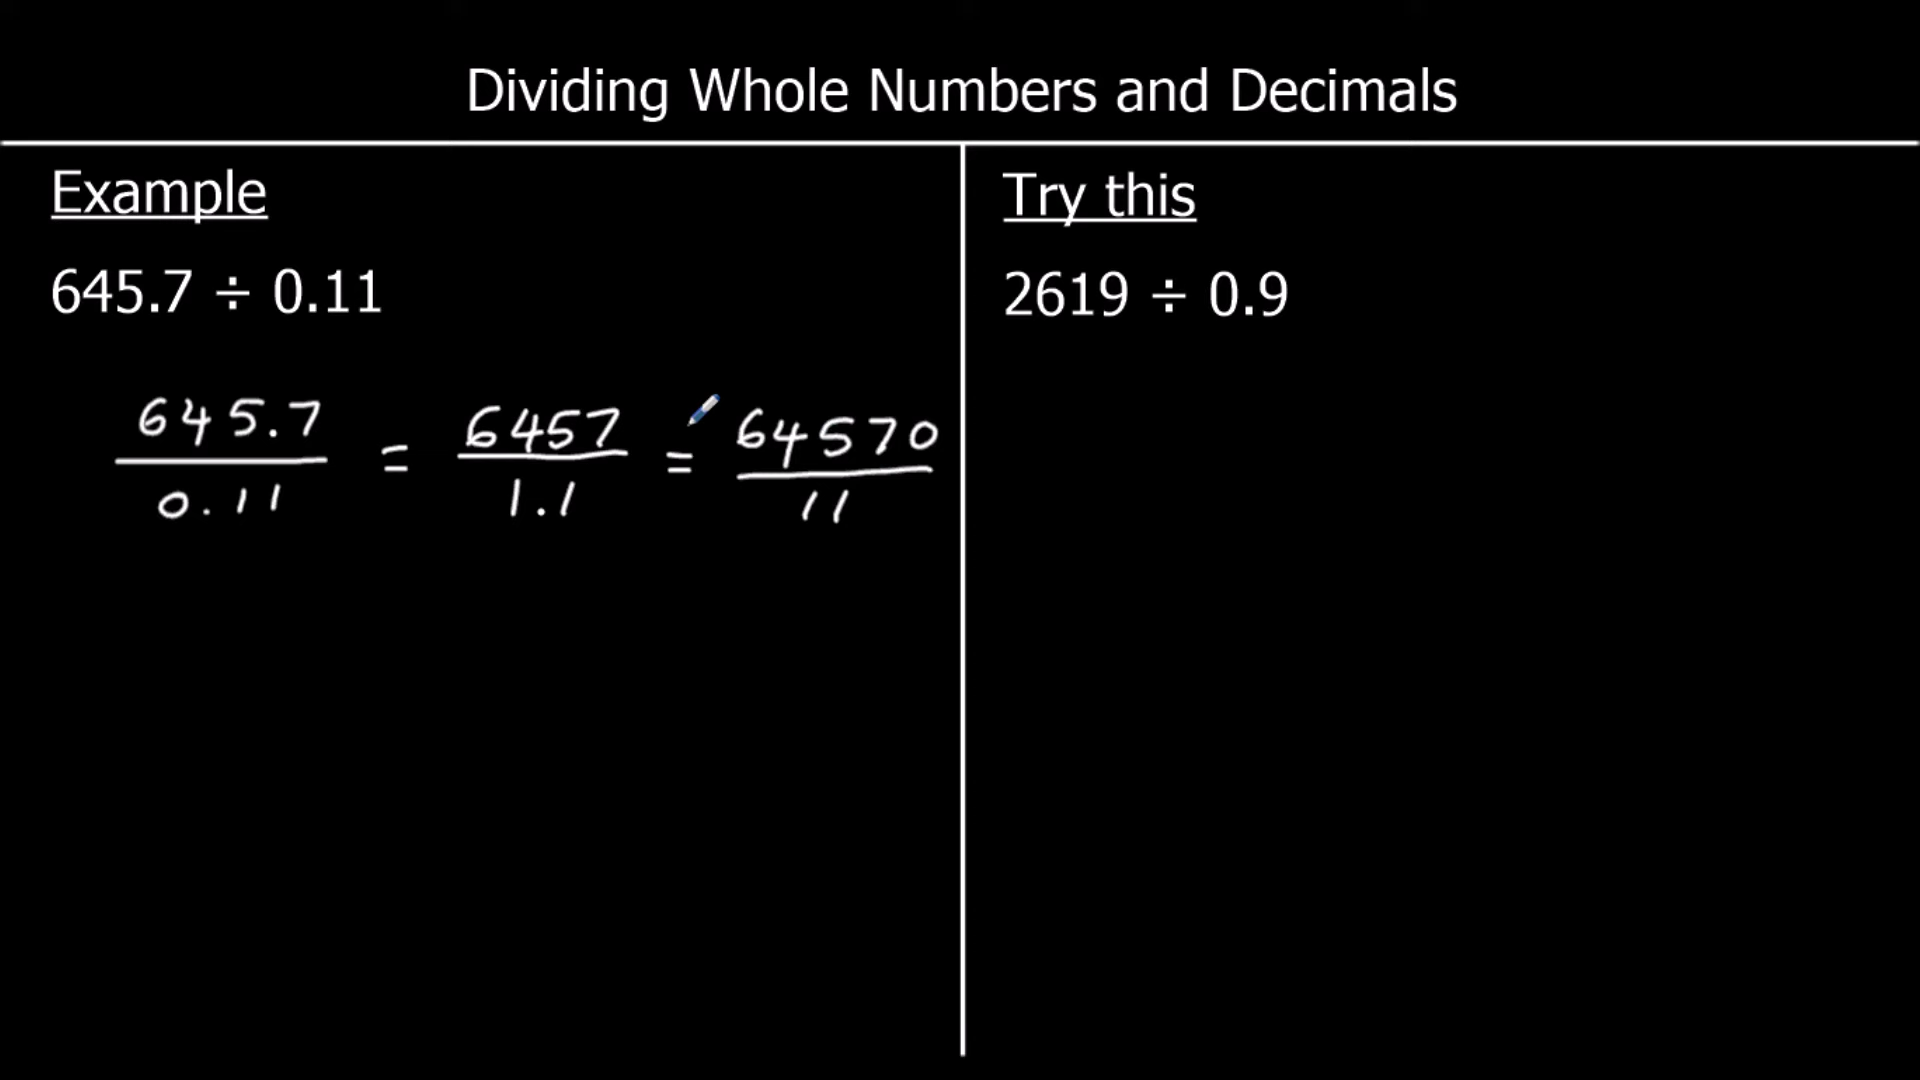 Dividing Whole Numbers and Decimals
Example
645.7 ÷ 0.11
645.7 / 0.11 = 6457 / 1.1 = 64570 / 11
Try this
2619 ÷ 0.9